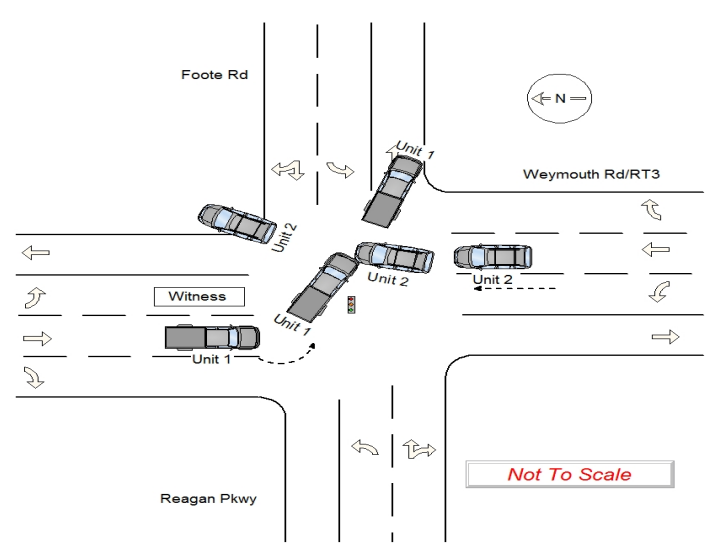 Foote Rd
N
Unit 1
Weymouth Rd/RT3
Unit 2
Unit 2
Unit 2
Witness
Unit 1
Unit 1
Not To Scale
Reagan Pkwy